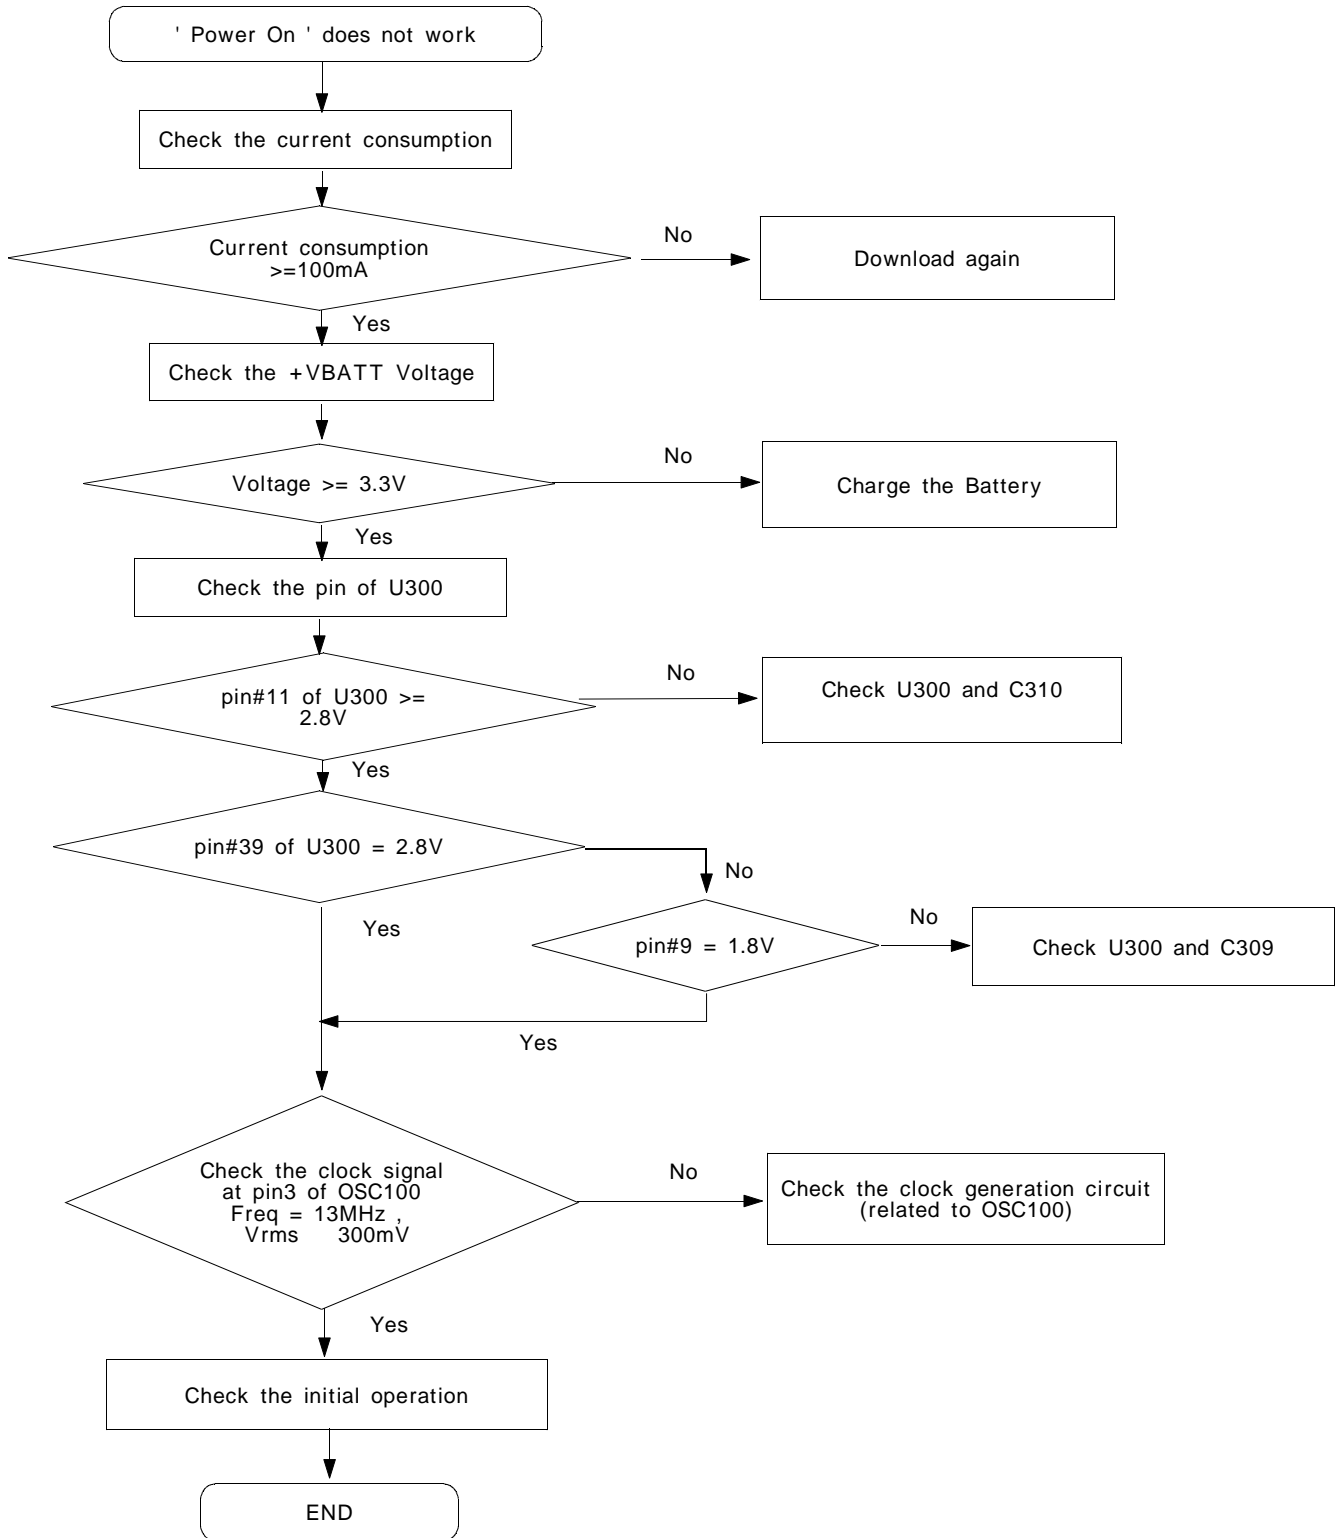 ' Power On ' does not work
Check the current consumption
Current consumption
>=100mA
No
Download again
Yes
Check the +VBATT Voltage
Voltage >= 3.3V
No
Charge the Battery
Yes
Check the pin of U300
pin#11 of U300 >=
2.8V
No
Check U300 and C310
Yes
pin#39 of U300 = 2.8V
No
Yes
pin#9 = 1.8V
No
Check U300 and C309
Yes
Check the clock signal
at pin3 of OSC100
Freq = 13MHz ,
Vrms 300mV
No
Check the clock generation circuit
(related to OSC100)
Yes
Check the initial operation
END